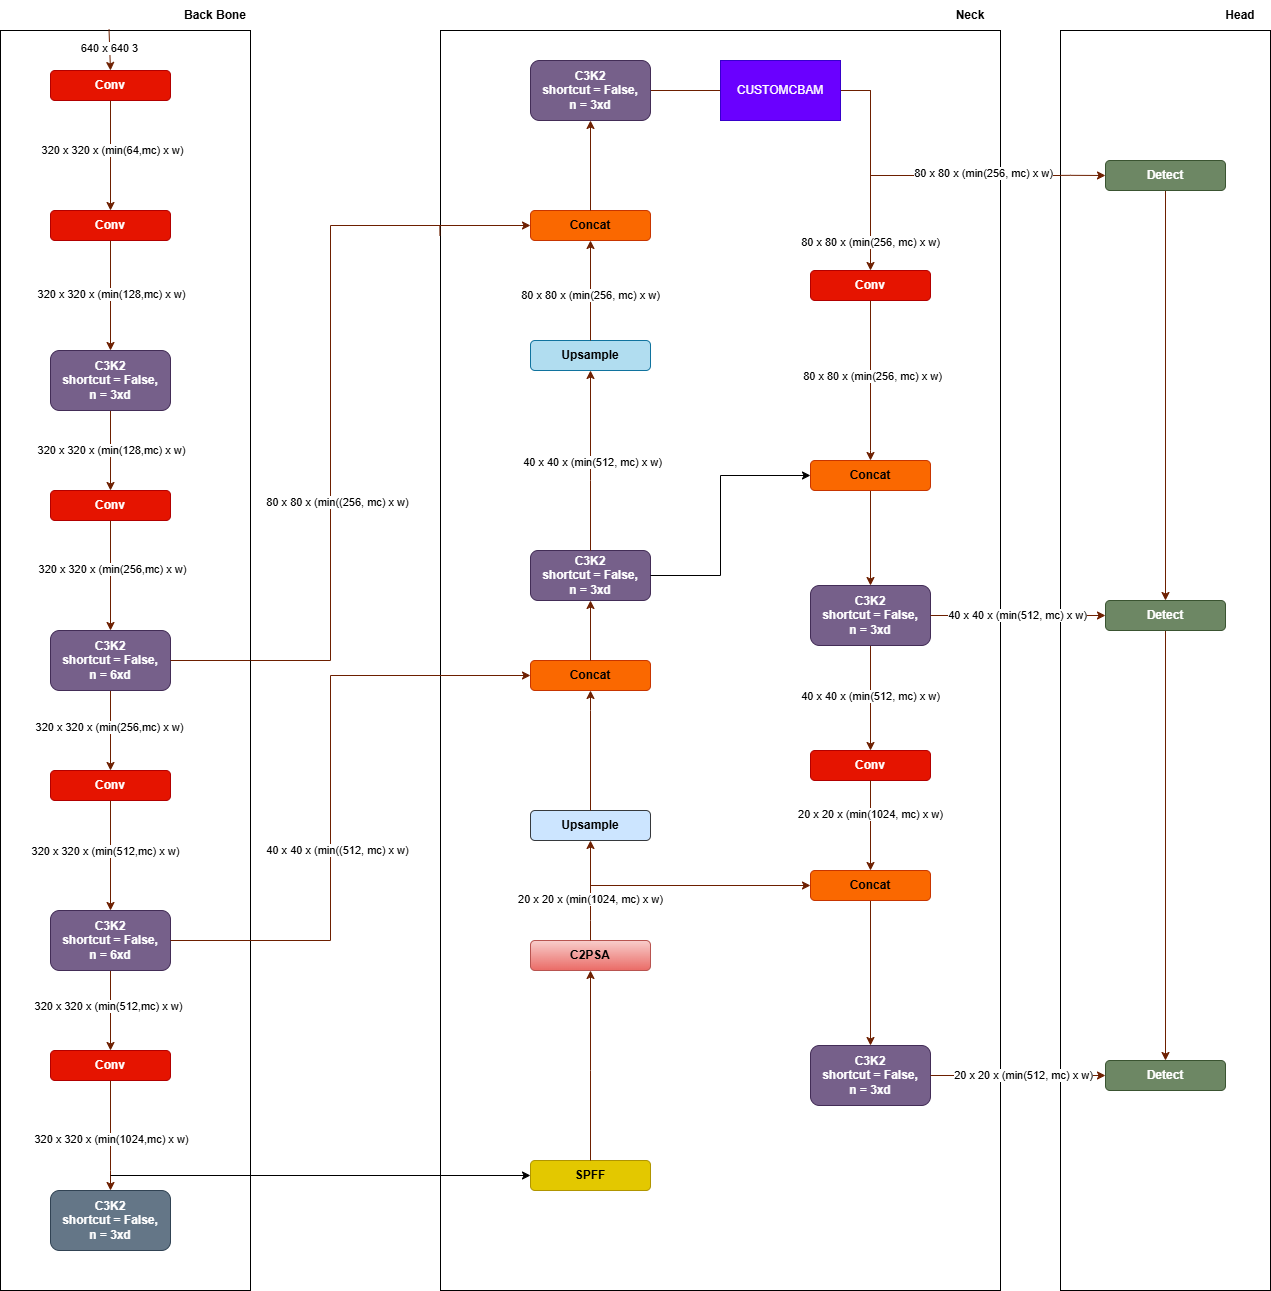 Back Bone
640 x 640 3
Conv
320 x 320 x (min(64,mc) x w)
Conv
320 x 320 x (min(128,mc) x w)
C3K2
shortcut = False,
n = 3xd
320 x 320 x (min(128,mc) x w)
Conv
320 x 320 x (min(256,mc) x w)
C3K2
shortcut = False,
n = 6xd
320 x 320 x (min(256,mc) x w)
Conv
320 x 320 x (min(512,mc) x w)
C3K2
shortcut = False,
n = 6xd
320 x 320 x (min(512,mc) x w)
Conv
320 x 320 x (min(1024,mc) x w)
C3K2
shortcut = False,
n = 3xd
80 x 80 x (min((256, mc) x w)
40 x 40 x (min((512, mc) x w)
Neck
C3K2
shortcut = False,
n = 3xd
CUSTOMCBAM
Concat
80 x 80 x (min(256, mc) x w)
Upsample
40 x 40 x (min(512, mc) x w)
C3K2
shortcut = False,
n = 3xd
Concat
Upsample
20 x 20 x (min(1024, mc) x w)
C2PSA
SPFF
80 x 80 x (min(256, mc) x w)
80 x 80 x (min(256, mc) x w)
Conv
80 x 80 x (min(256, mc) x w)
Concat
C3K2
shortcut = False,
n = 3xd
40 x 40 x (min(512, mc) x w)
40 x 40 x (min(512, mc) x w)
Conv
20 x 20 x (min(1024, mc) x w)
Concat
C3K2
shortcut = False,
n = 3xd
20 x 20 x (min(512, mc) x w)
Head
Detect
Detect
Detect